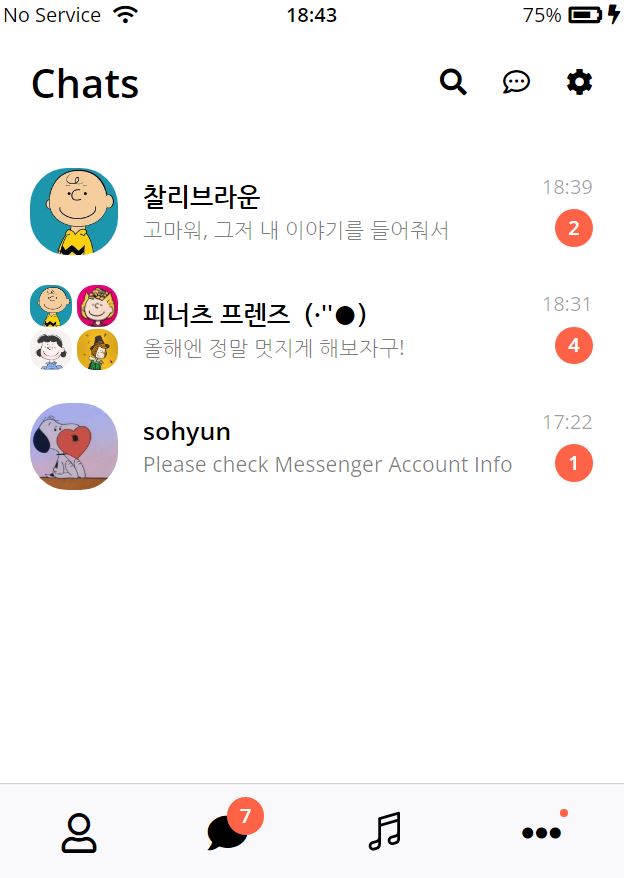 No Service 18:43 75%
Chats
찰리브라운 18:39
고마워, 그저 내 이야기를 들어줘서 2
피너츠 프렌즈 (·''●) 18:31
올해엔 정말 멋지게 해보자구! 4
sohyun 17:22
Please check Messenger Account Info 1
7